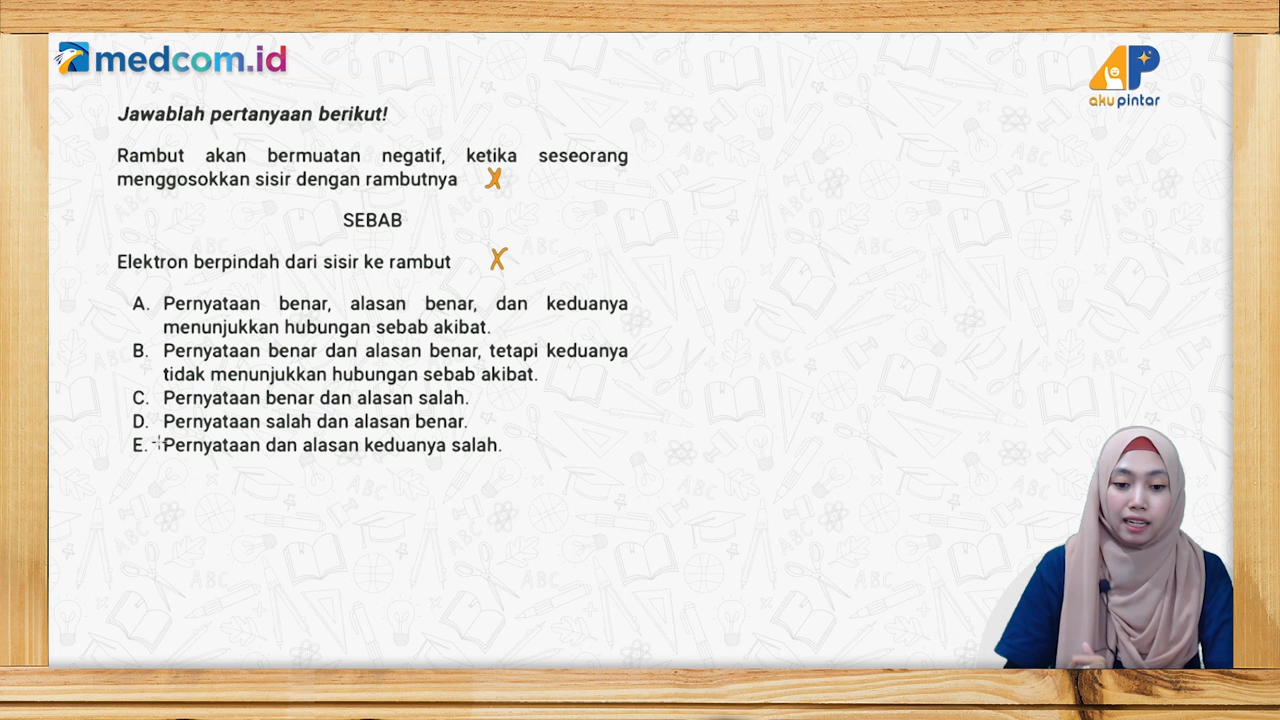 medcom.id
AP
aku pintar
Jawablah pertanyaan berikut!
Rambut akan bermuatan negatif, ketika seseorang
menggosokkan sisir dengan rambutnya X
SEBAB
Elektron berpindah dari sisir ke rambut X
A. Pernyataan benar, alasan benar, dan keduanya
menunjukkan hubungan sebab akibat.
B. Pernyataan benar dan alasan benar, tetapi keduanya
tidak menunjukkan hubungan sebab akibat.
C. Pernyataan benar dan alasan salah.
D. Pernyataan salah dan alasan benar.
E. Pernyataan dan alasan keduanya salah.